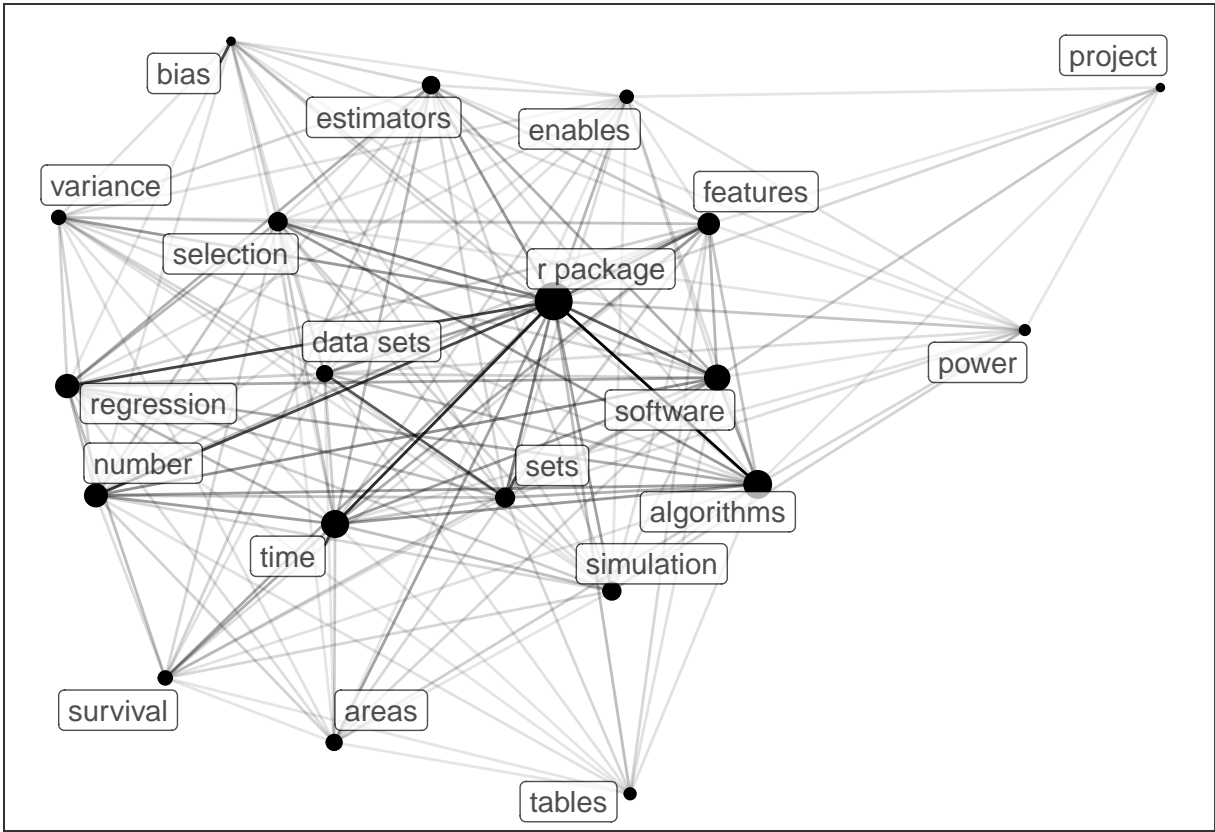 project
bias
estimators
enables
variance
features
selection
r package
data sets
power
regression
software
number
sets
algorithms
time
simulation
survival
areas
tables